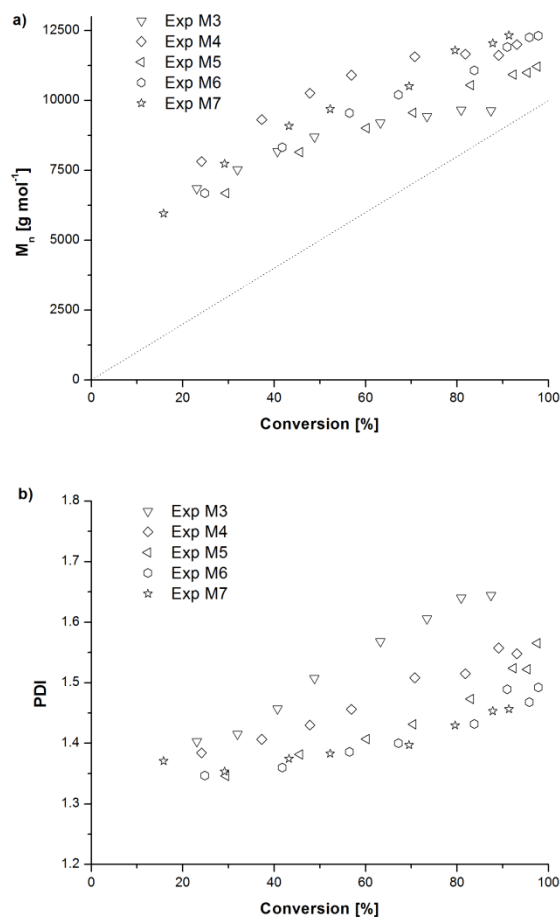 a)
12500
10000
7500
5000
2500
0
Mn [g mol-1]
Exp M3
Exp M4
Exp M5
Exp M6
Exp M7
0 20 40 60 80 100
Conversion [%]
b)
1.8
1.7
1.6
1.5
1.4
1.3
1.2
PDI
Exp M3
Exp M4
Exp M5
Exp M6
Exp M7
0 20 40 60 80 100
Conversion [%]